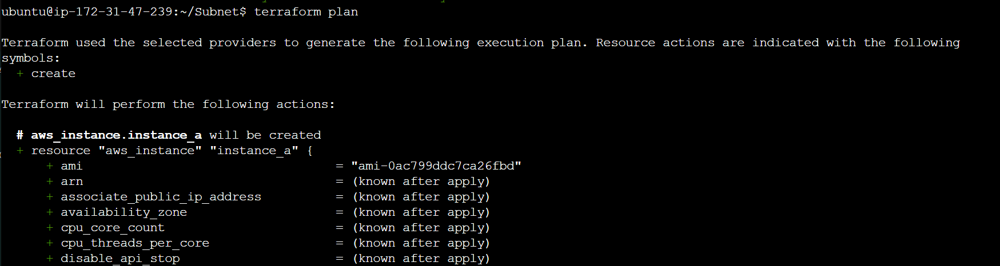 ubuntu@ip-172-31-47-239:~/Subnet$ terraform plan
Terraform used the selected providers to generate the following execution plan. Resource actions are indicated with the following
symbols:
+ create
Terraform will perform the following actions:
# aws_instance.instance_a will be created
+ resource "aws_instance" "instance_a" {
+ ami = "ami-0ac799ddc7ca26fbd"
+ arn = (known after apply)
+ associate_public_ip_address = (known after apply)
+ availability_zone = (known after apply)
+ cpu_core_count = (known after apply)
+ cpu_threads_per_core = (known after apply)
+ disable_api_stop = (known after apply)